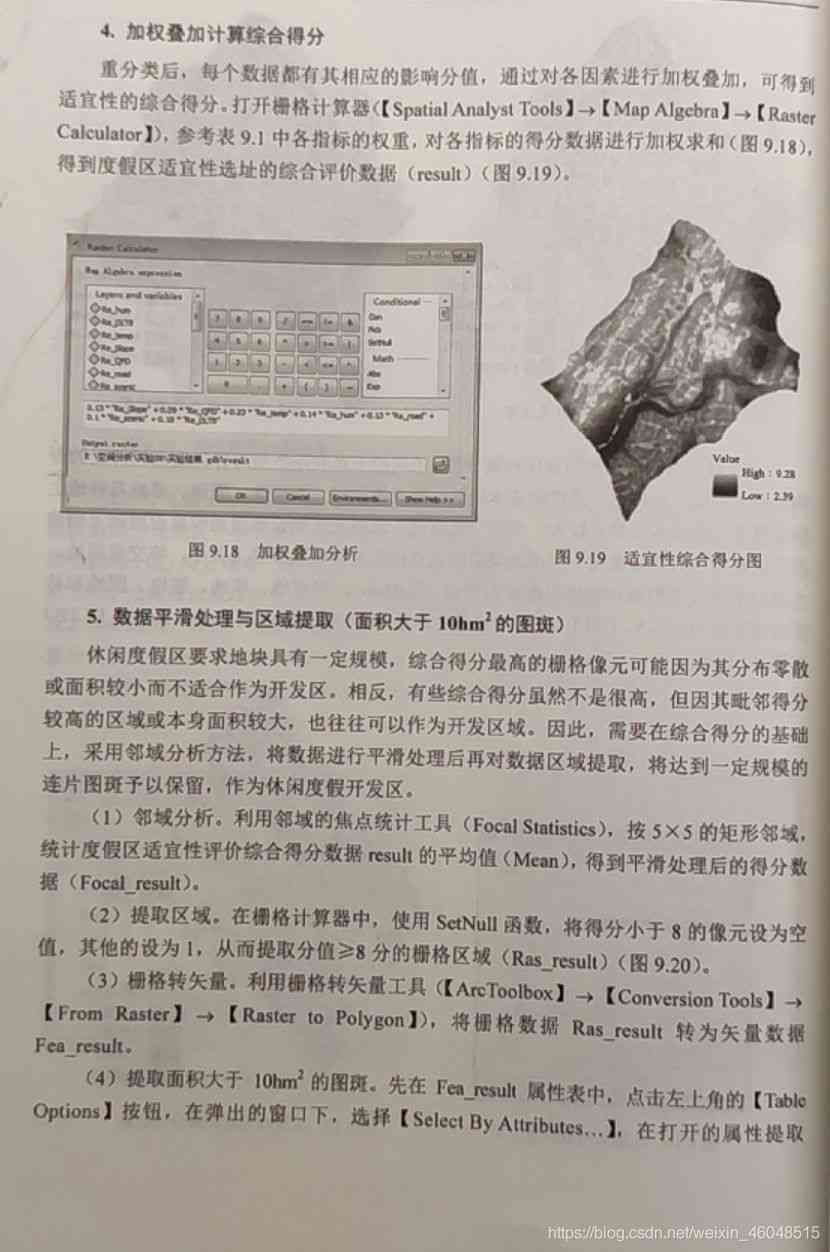 4. 加权叠加计算综合得分
重分类后，每个数据都有其相应的影响分值，通过对各因素进行加权叠加，可得到
适宜性的综合得分。打开栅格计算器（【Spatial Analyst Tools】→【Map Algebra】→【Raster
Calculator】），参考表 9.1 中各指标的权重，对各指标的得分数据进行加权求和（图 9.18），
得到度假区适宜性选址的综合评价数据（result）（图 9.19）。
Raster Calculator
Map Algebra expression
Layers and variables
Ra_hum
Ra_DLTB
Ra_temp
Ra_Slope
Ra_QFD
Ra_road
Ra_scenic
7 8 9 / == != &
4 5 6 * > >= |
1 2 3 - < <= ^
0 . + ( ) ~
Conditional
Con
Pick
SetNull
Math
Abs
Exp
Output raster
OK Cancel Environments... Show Help >>
Value
High : 9.28
Low : 2.39
图 9.18 加权叠加分析
图 9.19 适宜性综合得分图
5. 数据平滑处理与区域提取（面积大于 10hm² 的图斑）
休闲度假区要求地块具有一定规模，综合得分最高的栅格像元可能因为其分布零散
或面积较小而不适合作为开发区。相反，有些综合得分虽然不是很高，但因其毗邻得分
较高的区域或本身面积较大，也往往可以作为开发区域。因此，需要在综合得分的基础
上，采用邻域分析方法，将数据进行平滑处理后再对数据区域提取，将达到一定规模的
连片图斑予以保留，作为休闲度假开发区。
（1）邻域分析。利用邻域的焦点统计工具（Focal Statistics），按 5×5 的矩形邻域，
统计度假区适宜性评价综合得分数据 result 的平均值（Mean），得到平滑处理后的得分数
据（Focal_result）。
（2）提取区域。在栅格计算器中，使用 SetNull 函数，将得分小于 8 的像元设为空
值，其他的设为 1，从而提取分值≥8 分的栅格区域（Ras_result）（图 9.20）。
（3）栅格转矢量。利用栅格转矢量工具（【ArcToolbox】→【Conversion Tools】→
【From Raster】→【Raster to Polygon】），将栅格数据 Ras_result 转为矢量数据
Fea_result。
（4）提取面积大于 10hm² 的图斑。先在 Fea_result 属性表中，点击左上角的【Table
Options】按钮，在弹出的窗口下，选择【Select By Attributes…】，在打开的属性提取
https://blog.csdn.net/weixin_46048515